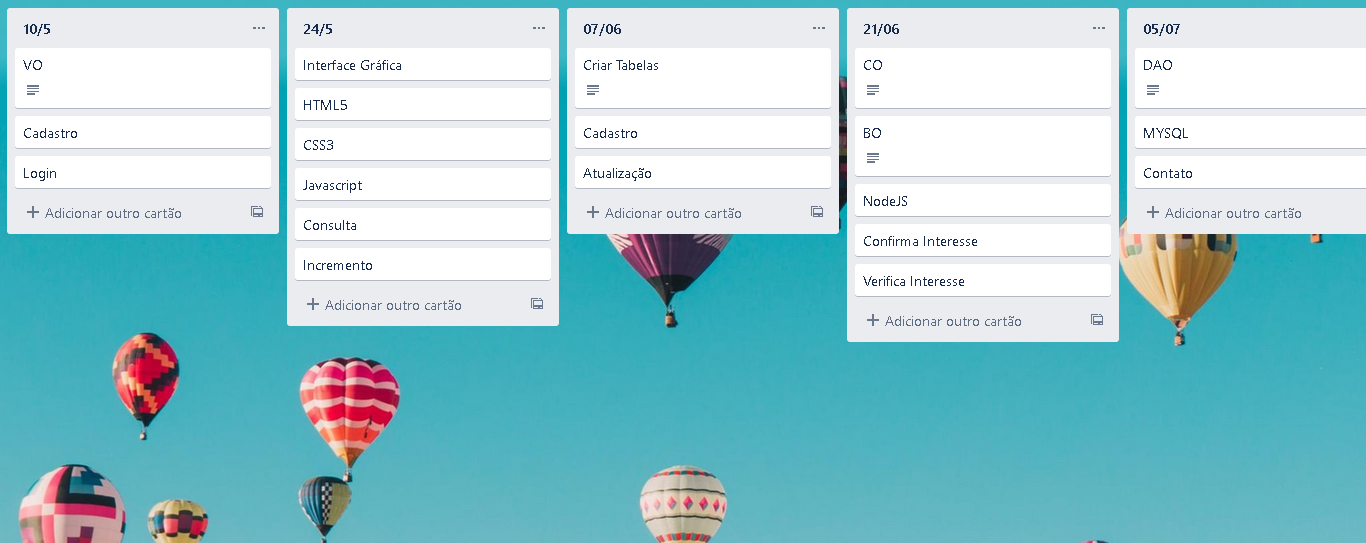 10/5
VO
Cadastro
Login
Adicionar outro cartão
24/5
Interface Gráfica
HTML5
CSS3
Javascript
Consulta
Incremento
Adicionar outro cartão
07/06
Criar Tabelas
Cadastro
Atualização
Adicionar outro cartão
21/06
CO
BO
NodeJS
Confirma Interesse
Verifica Interesse
Adicionar outro cartão
05/07
DAO
MYSQL
Contato
Adicionar outro cartão